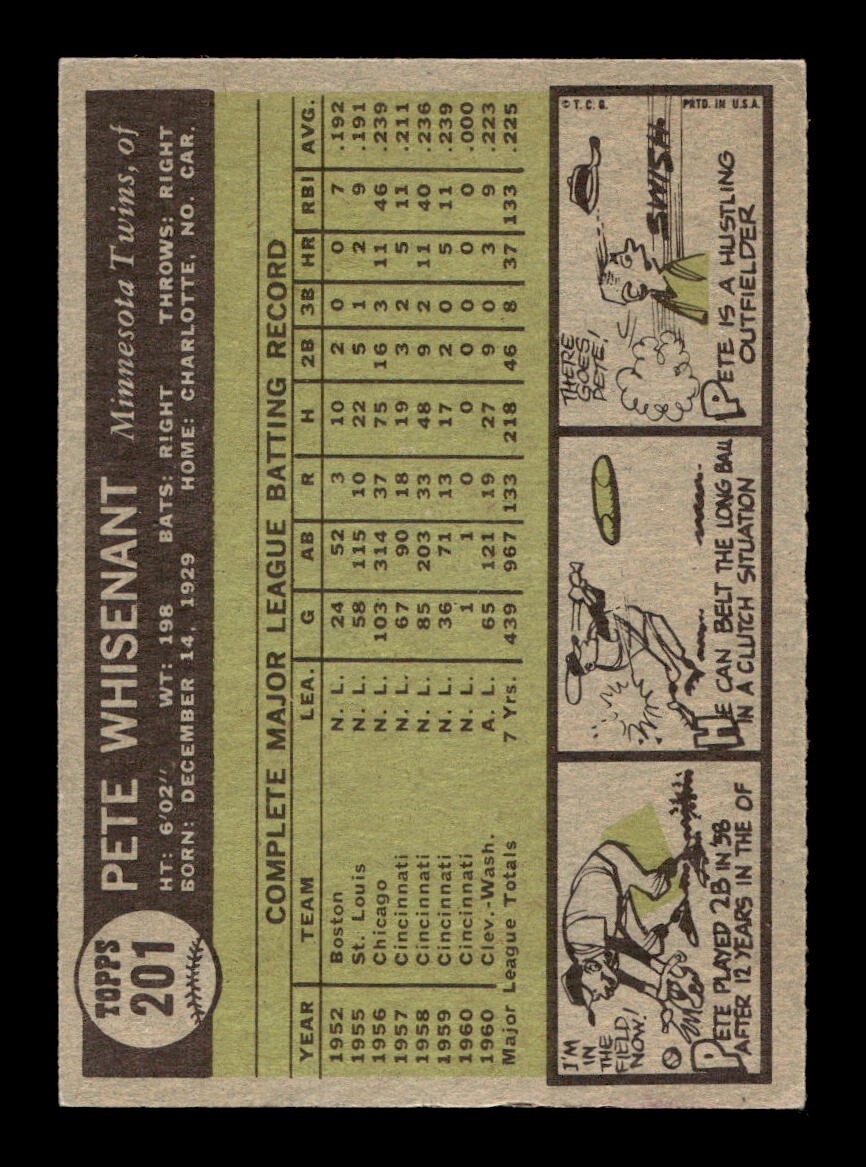 TOPPS
201
PETE WHISENANT Minnesota Twins, of
HT: 6'02" WT: 198 BATS: RIGHT THROWS: RIGHT
BORN: DECEMBER 14, 1929 HOME: CHARLOTTE, NO. CAR.
COMPLETE MAJOR LEAGUE BATTING RECORD
YEAR TEAM LEA. G AB R H 2B 3B HR RBI AVG.
1952 Boston N. L. 24 52 3 10 2 0 0 7 .192
1955 St. Louis N. L. 58 115 10 22 5 1 2 9 .191
1956 Chicago N. L. 103 314 37 75 16 3 11 46 .239
1957 Cincinnati N. L. 67 90 18 19 3 2 5 11 .211
1958 Cincinnati N. L. 85 203 33 48 9 2 11 40 .236
1959 Cincinnati N. L. 36 71 13 17 2 0 5 11 .239
1960 Cincinnati N. L. 1 1 0 0 0 0 0 0 .000
1960 Clev.-Wash. A. L. 65 121 19 27 9 0 3 9 .223
Major League Totals 7 Yrs. 439 967 133 218 46 8 37 133 .225
I'M
IN
THE
FIELD
NOW!
PETE PLAYED 2B IN '58
AFTER 12 YEARS IN THE OF
HE CAN BELT THE LONG BALL
IN A CLUTCH SITUATION
© T. C. G. PRTD. IN U.S.A.
THERE
GOES
PETE!
SWISH
PETE IS A HUSTLING
OUTFIELDER